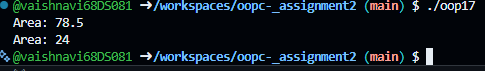 @vaishnavi68DS081 ➜/workspaces/oopc-_assignment2 (main) $ ./oop17
Area: 78.5
Area: 24
@vaishnavi68DS081 ➜/workspaces/oopc-_assignment2 (main) $